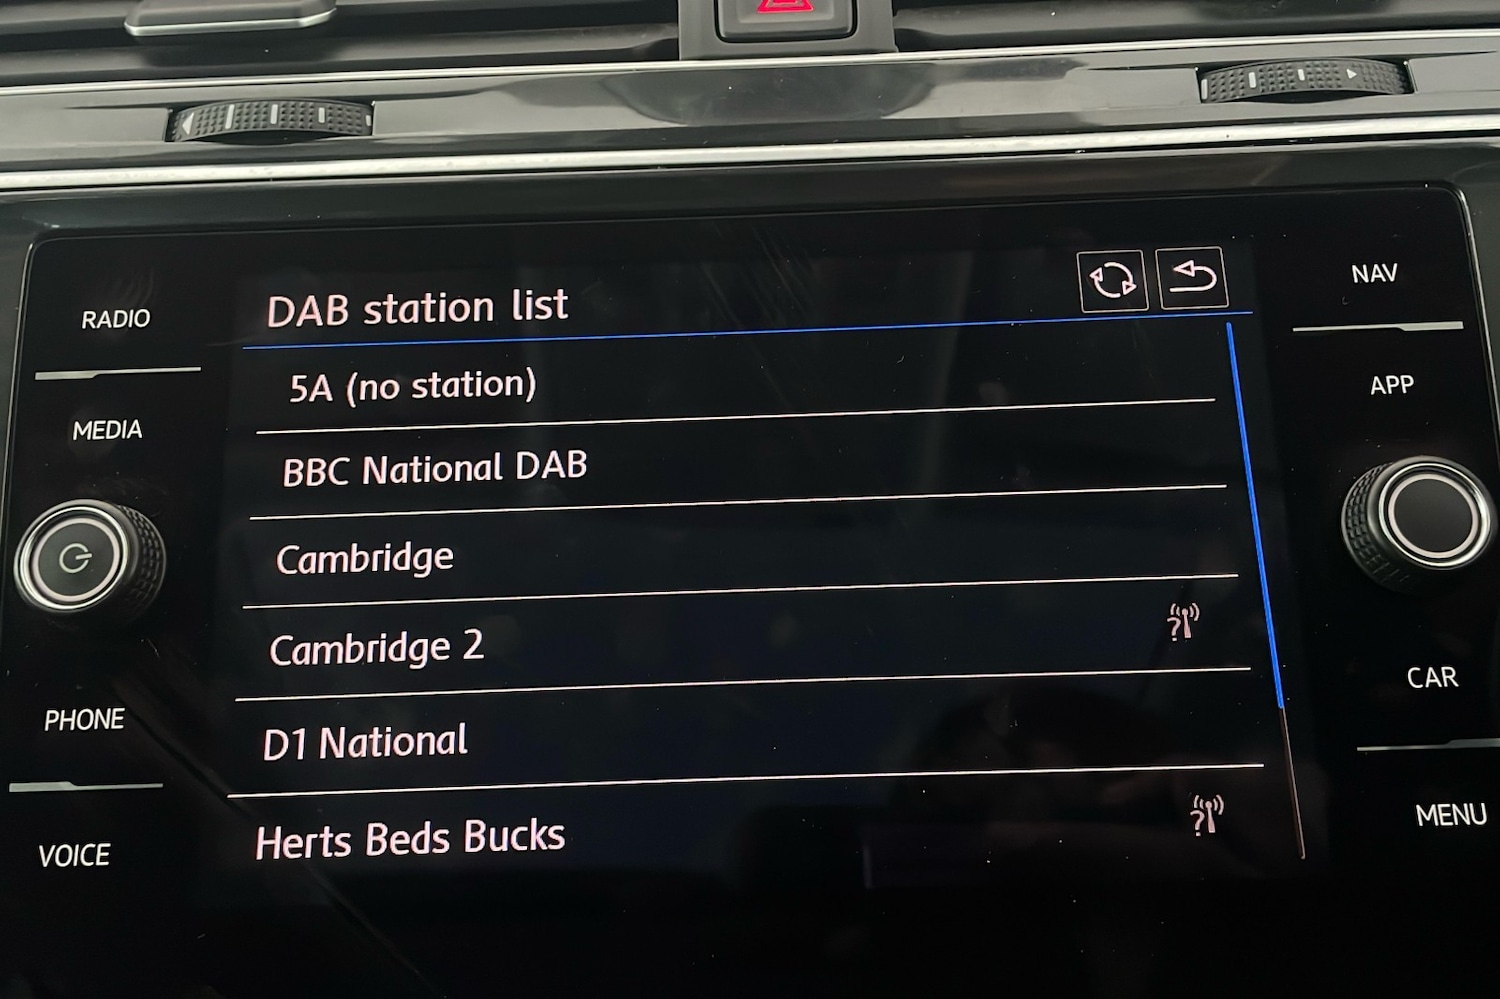 RADIO
MEDIA
PHONE
VOICE
DAB station list
5A (no station)
BBC National DAB
Cambridge
Cambridge 2
D1 National
Herts Beds Bucks
NAV
APP
CAR
MENU